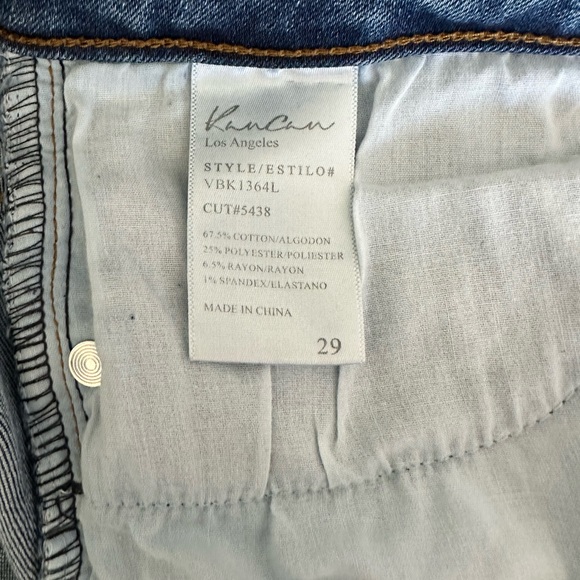 KanCan
Los Angeles
STYLE/ESTILO#
VBK1364L
CUT#5438
67.5% COTTON/ALGODON
25% POLYESTER/POLIESTER
6.5% RAYON/RAYON
1% SPANDEX/ELASTANO
MADE IN CHINA
29